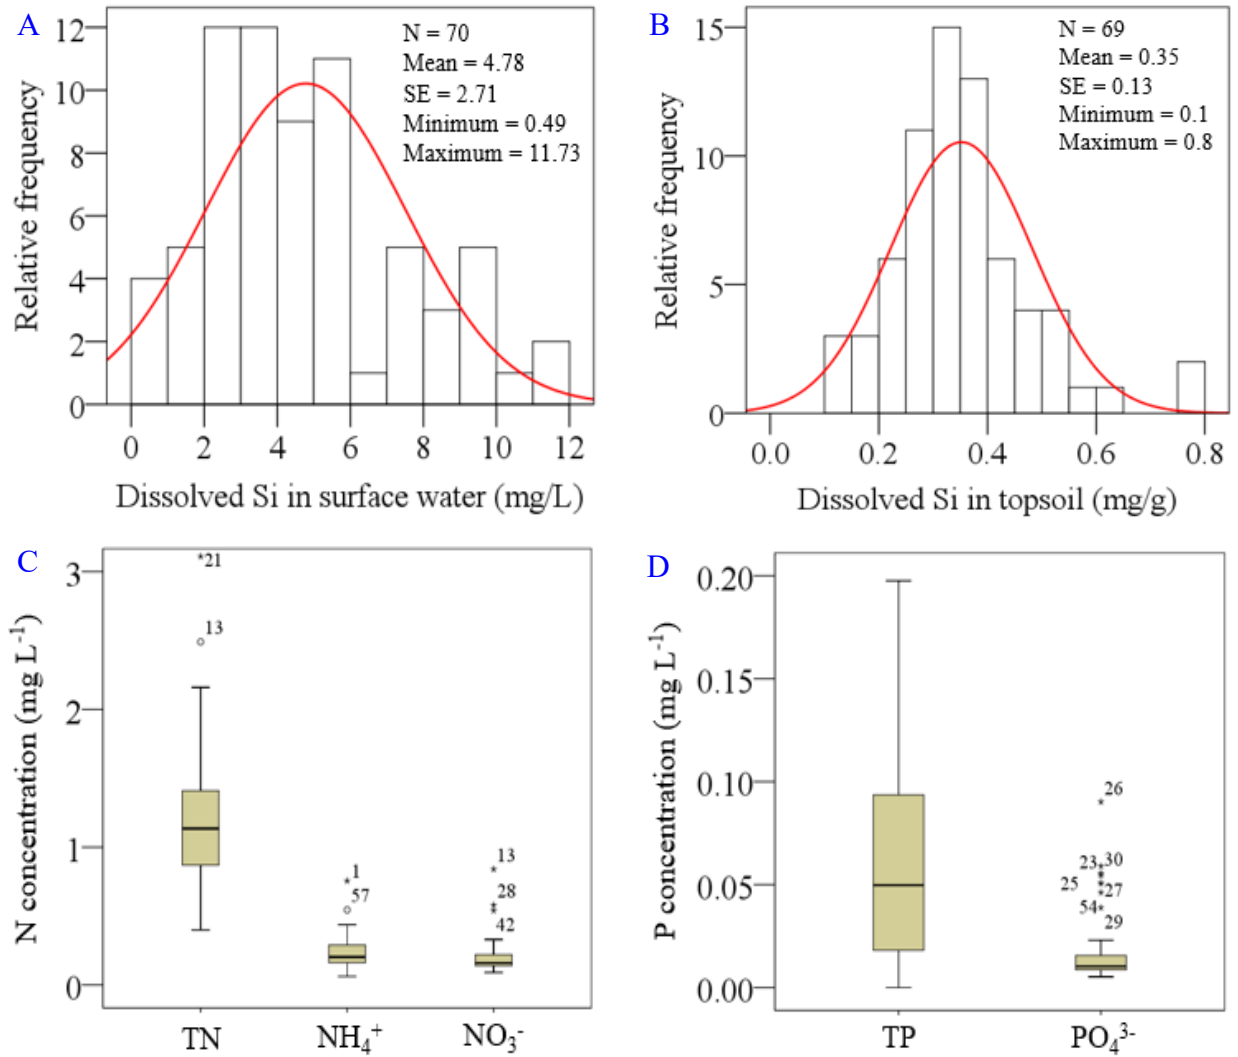 A
N = 70
Mean = 4.78
SE = 2.71
Minimum = 0.49
Maximum = 11.73
Relative frequency
12
10
8
6
4
2
0
0 2 4 6 8 10 12
Dissolved Si in surface water (mg/L)
B
N = 69
Mean = 0.35
SE = 0.13
Minimum = 0.1
Maximum = 0.8
Relative frequency
15
10
5
0
0.0 0.2 0.4 0.6 0.8
Dissolved Si in topsoil (mg/g)
C
N concentration (mg L⁻¹)
3
2
1
0
*21
13
*1
57
13
28
42
TN NH₄⁺ NO₃⁻
D
P concentration (mg L⁻¹)
0.20
0.15
0.10
0.05
0.00
26
23 30
25 27
54
29
TP PO₄³⁻